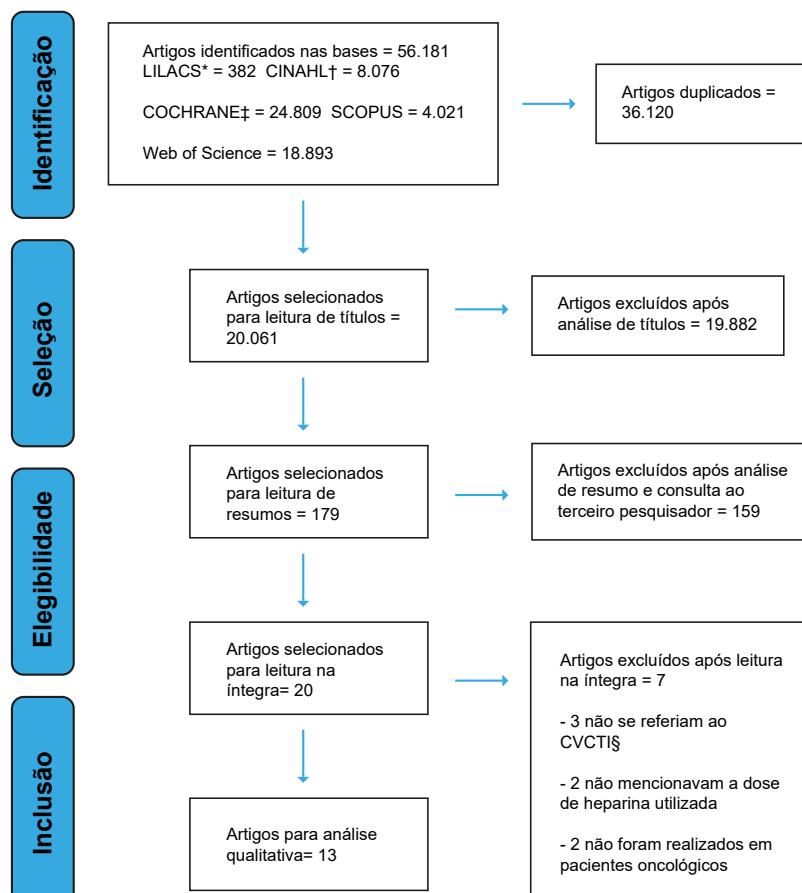 Identificação
Artigos identificados nas bases = 56.181
LILACS* = 382 CINAHL† = 8.076
COCHRANE‡ = 24.809 SCOPUS = 4.021
Web of Science = 18.893
Artigos duplicados =
36.120
Seleção
Artigos selecionados
para leitura de títulos =
20.061
Artigos excluídos após
análise de títulos = 19.882
Elegibilidade
Artigos selecionados
para leitura de
resumos = 179
Artigos excluídos após análise
de resumo e consulta ao
terceiro pesquisador = 159
Artigos selecionados
para leitura na
íntegra= 20
Artigos excluídos após leitura
na íntegra = 7
- 3 não se referiam ao
CVCTI§
- 2 não mencionavam a dose
de heparina utilizada
- 2 não foram realizados em
pacientes oncológicos
Inclusão
Artigos para análise
qualitativa= 13